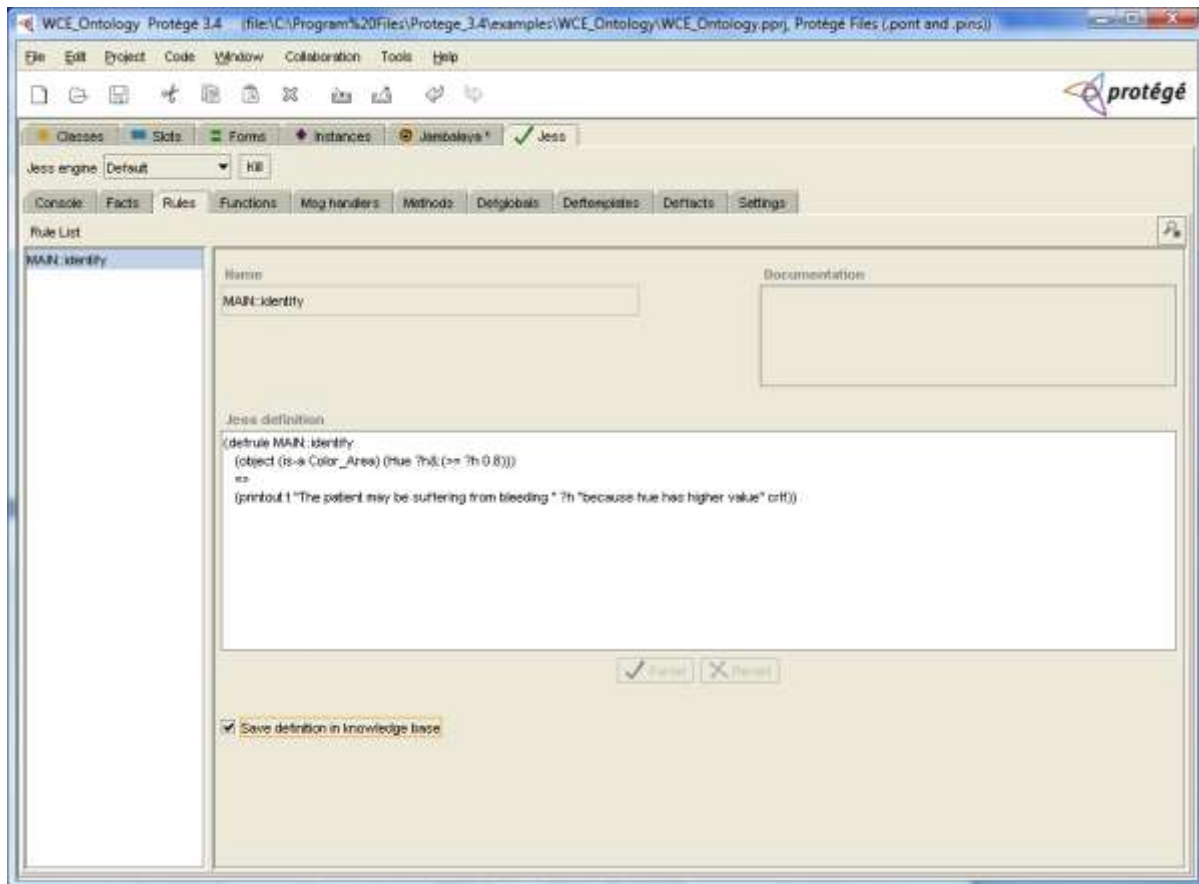 WCE_Ontology Protégé 3.4 (file:\C:\Program%20Files\Protege_3.4\examples\WCE_Ontology\WCE_Ontology.pprj, Protégé Files (.pont and .pins))
File Edit Project Code Window Collaboration Tools Help
protégé
Classes Slots Forms Instances Jambalaya * Jess
Jess engine Default Kill
Console Facts Rules Functions Msg handlers Methods Defglobals Deftemplates Deffacts Settings
Rule List
MAIN::identify
Name
Documentation
MAIN::identify
Jess definition
(defrule MAIN::identify
(object (is-a Color_Area) (Hue ?h&:(>= ?h 0.8)))
=>
(printout t "The patient may be suffering from bleeding " ?h "because hue has higher value" crlf))
Save definition in knowledge base